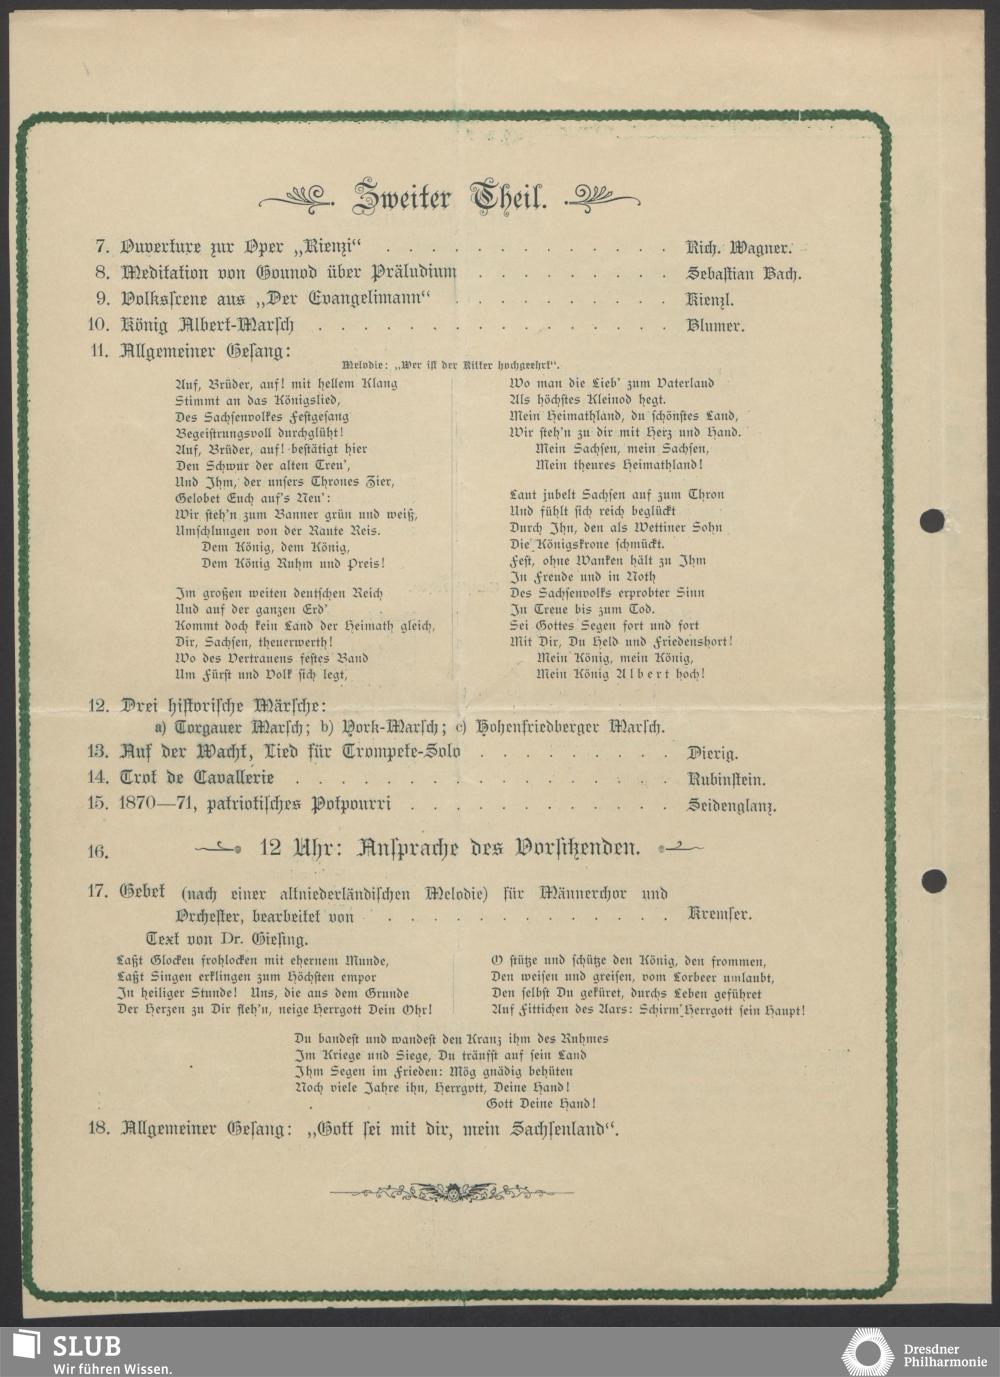 Zweiter Theil.
7. Ouverture zur Oper „Rienzi“ . . . . . . . . . . . . . Rich. Wagner.
8. Meditation von Gounod über Präludium . . . . . . . . . Sebastian Bach.
9. Volksscene aus „Der Evangelimann“ . . . . . . . . . . Kienzl.
10. König Albert-Marsch . . . . . . . . . . . . . . . . Blumer.
11. Allgemeiner Gesang:
Melodie: „Wer ist der Ritter hochgeehrt“.
Auf, Brüder, auf! mit hellem Klang
Stimmt an das Königslied,
Des Sachsenvolkes Festgesang
Begeistrungsvoll durchglüht!
Auf, Brüder, auf! bestätigt hier
Den Schwur der alten Treu',
Und Ihm, der unsers Thrones Zier,
Gelobet Euch auf's Neu':
Wir steh'n zum Banner grün und weiß,
Umschlungen von der Raute Reis.
Dem König, dem König,
Dem König Ruhm und Preis!
Im großen weiten deutschen Reich
Und auf der ganzen Erd'
Kommt doch kein Land der Heimath gleich,
Dir, Sachsen, theuerwerth!
Wo des Vertrauens festes Band
Um Fürst und Volk sich legt,
Wo man die Lieb' zum Vaterland
Als höchstes Kleinod hegt.
Mein Heimathland, du schönstes Land,
Wir steh'n zu dir mit Herz und Hand.
Mein Sachsen, mein Sachsen,
Mein theures Heimathland!
Laut jubelt Sachsen auf zum Thron
Und fühlt sich reich beglückt
Durch Ihn, den als Wettiner Sohn
Die Königskrone schmückt.
Fest, ohne Wanken hält zu Ihm
In Freude und in Noth
Des Sachsenvolks erprobter Sinn
In Treue bis zum Tod.
Sei Gottes Segen fort und fort
Mit Dir, Du Held und Friedenshort!
Mein König, mein König,
Mein König Albert hoch!
12. Drei historische Märsche:
a) Torgauer Marsch; b) York-Marsch; c) Hohenfriedberger Marsch.
13. Auf der Wacht, Lied für Trompete-Solo . . . . . . . . . Dierig.
14. Trot de Cavallerie . . . . . . . . . . . . . . . . . Rubinstein.
15. 1870—71, patriotisches Potpourri . . . . . . . . . . . . Seidenglanz.
16. 12 Uhr: Ansprache des Vorsitzenden.
17. Gebet (nach einer altniederländischen Melodie) für Männerchor und
Orchester, bearbeitet von . . . . . . . . . . . . . . Kremser.
Text von Dr. Giesing.
Laßt Glocken frohlocken mit ehernem Munde,
Laßt Singen erklingen zum Höchsten empor
In heiliger Stunde! Uns, die aus dem Grunde
Der Herzen zu Dir fleh'n, neige Herrgott Dein Ohr!
O stütze und schütze den König, den frommen,
Den weisen und greisen, vom Lorbeer umlaubt,
Den selbst Du geküret, durchs Leben geführet
Auf Fittichen des Aars: Schirm' Herrgott sein Haupt!
Du bandest und wandest den Kranz ihm des Ruhmes
Im Kriege und Siege, Du träufst auf sein Land
Ihm Segen im Frieden: Mög gnädig behüten
Noch viele Jahre ihn, Herrgott, Deine Hand!
Gott Deine Hand!
18. Allgemeiner Gesang: „Gott sei mit dir, mein Sachsenland“.
SLUB
Wir führen Wissen.
Dresdner
Philharmonie